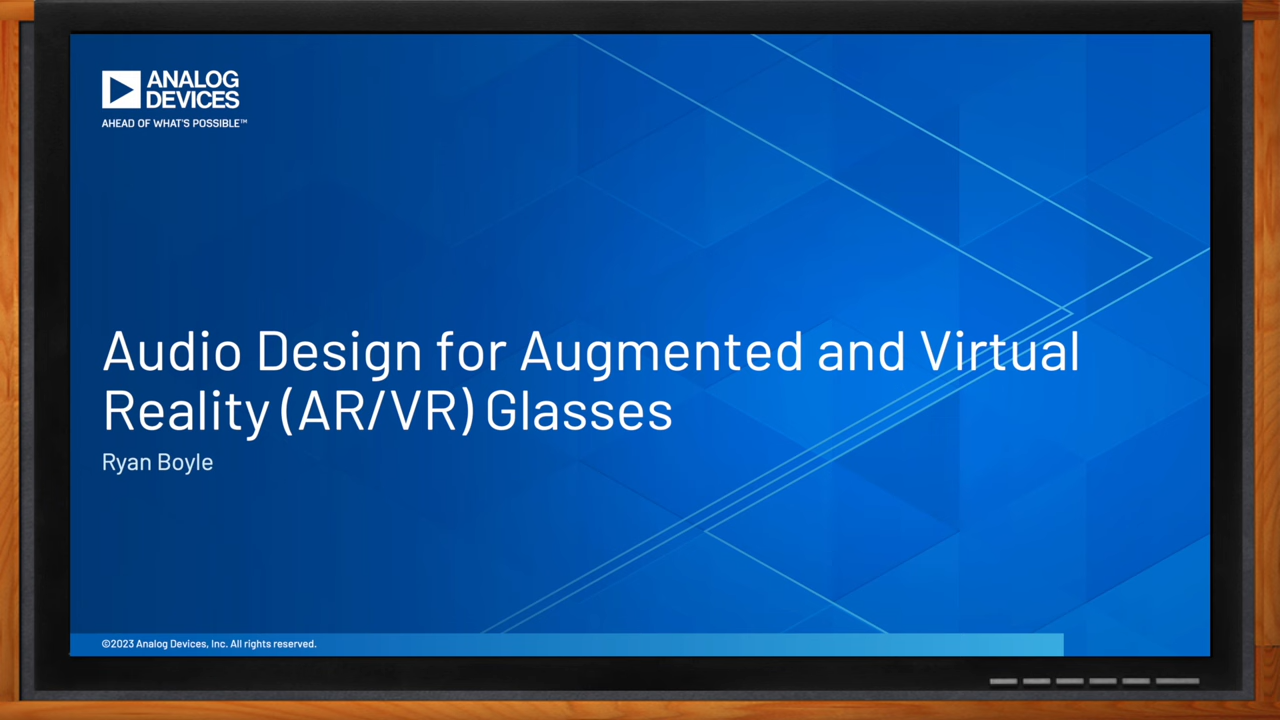 ANALOG
DEVICES
AHEAD OF WHAT'S POSSIBLE™
Audio Design for Augmented and Virtual
Reality (AR/VR) Glasses
Ryan Boyle
©2023 Analog Devices, Inc. All rights reserved.